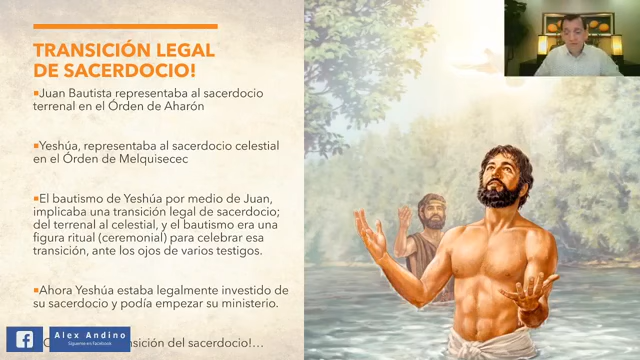 TRANSICIÓN LEGAL
DE SACERDOCIO!
▪Juan Bautista representaba al sacerdocio
terrenal en el Órden de Aharón
▪Yeshúa, representaba al sacerdocio celestial
en el Órden de Melquisecec
▪El bautismo de Yeshúa por medio de Juan,
implicaba una transición legal de sacerdocio;
del terrenal al celestial, y el bautismo era una
figura ritual (ceremonial) para celebrar esa
transición, ante los ojos de varios testigos.
▪Ahora Yeshúa estaba legalmente investido de
su sacerdocio y podía empezar su ministerio.
del sacerdocio!...
f
Alex Andino
Sígueme en Facebook